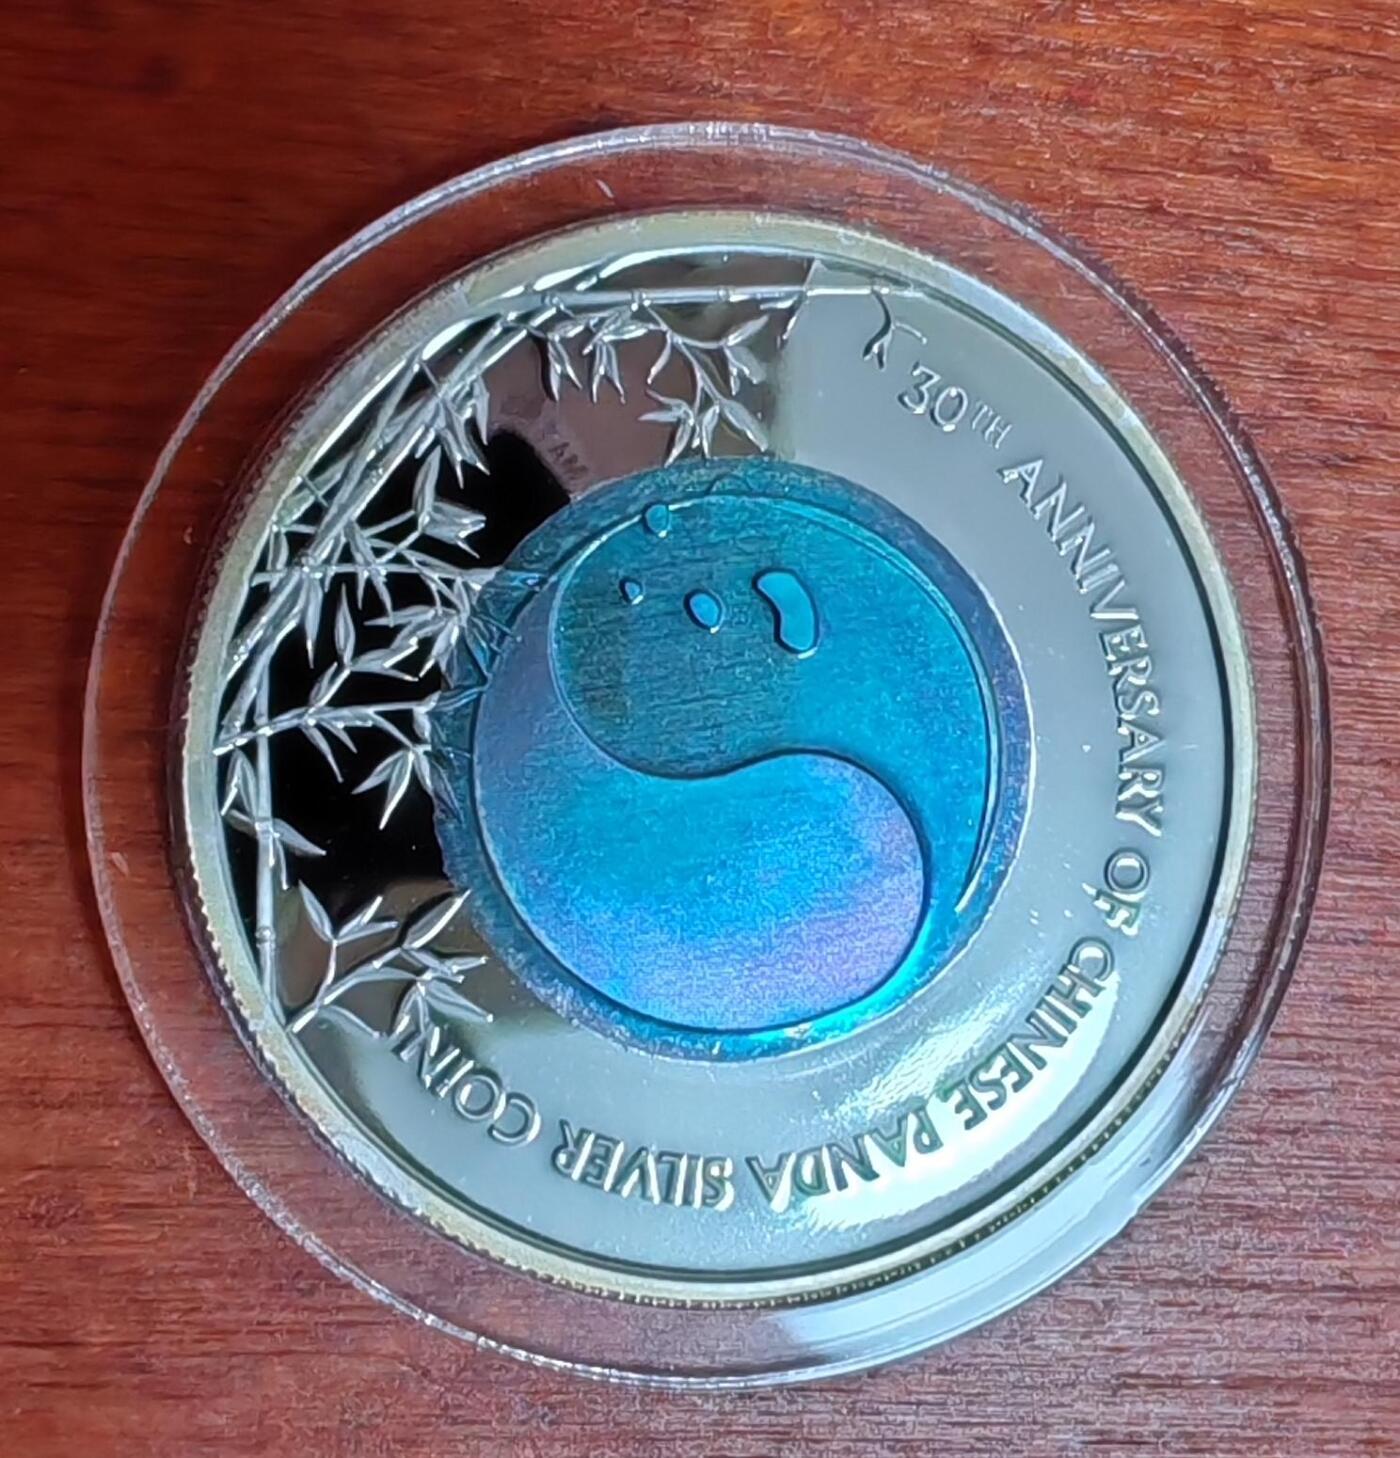 30TH ANNIVERSARY OF CHINESE PANDA SILVER COIN